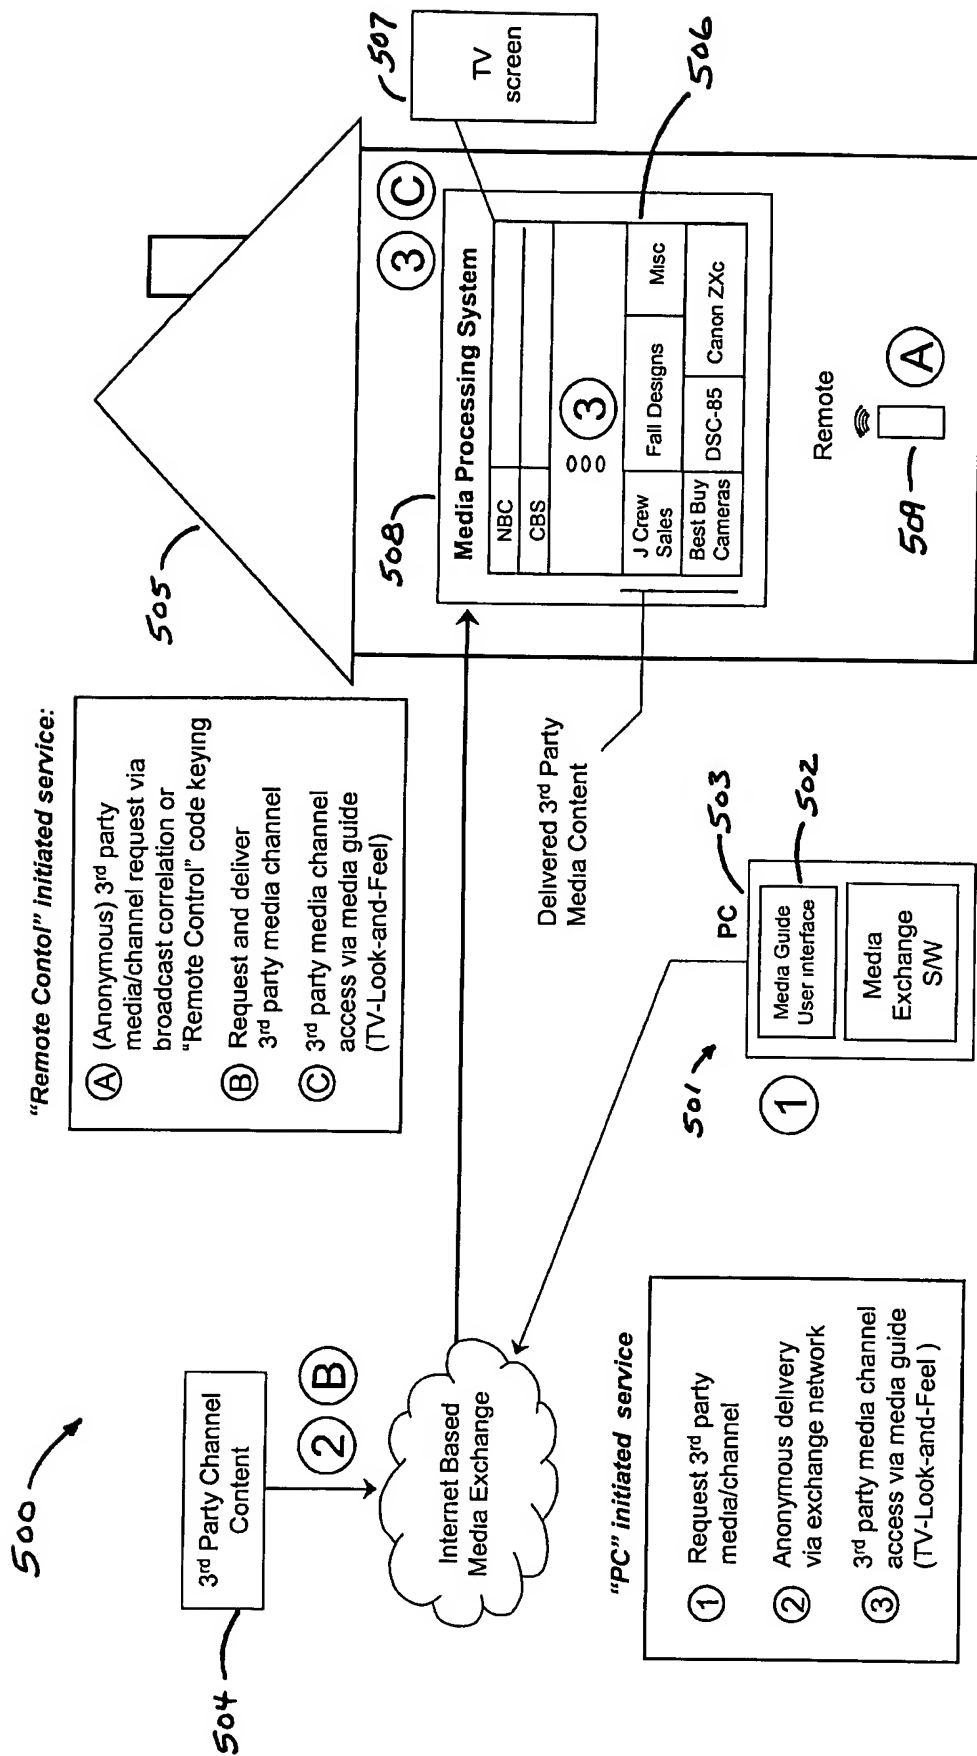 500
504
3rd Party Channel
Content
2
B
Internet Based
Media Exchange
"PC" initiated service
1 Request 3rd party
media/channel
2 Anonymous delivery
via exchange network
3 3rd party media channel
access via media guide
(TV-Look-and-Feel )
"Remote Contol" initiated service:
A (Anonymous) 3rd party
media/channel request via
broadcast correlation or
"Remote Control" code keying
B Request and deliver
3rd party media channel
C 3rd party media channel
access via media guide
(TV-Look-and-Feel)
Delivered 3rd Party
Media Content
501
1
PC
503
502
Media Guide
User interface
Media
Exchange
S/W
505
3
C
508
Media Processing System
NBC
CBS
000
3
J Crew
Sales
Fall Designs
Misc
Best Buy
Cameras
DSC-85
Canon ZXc
506
507
TV
screen
Remote
509
A